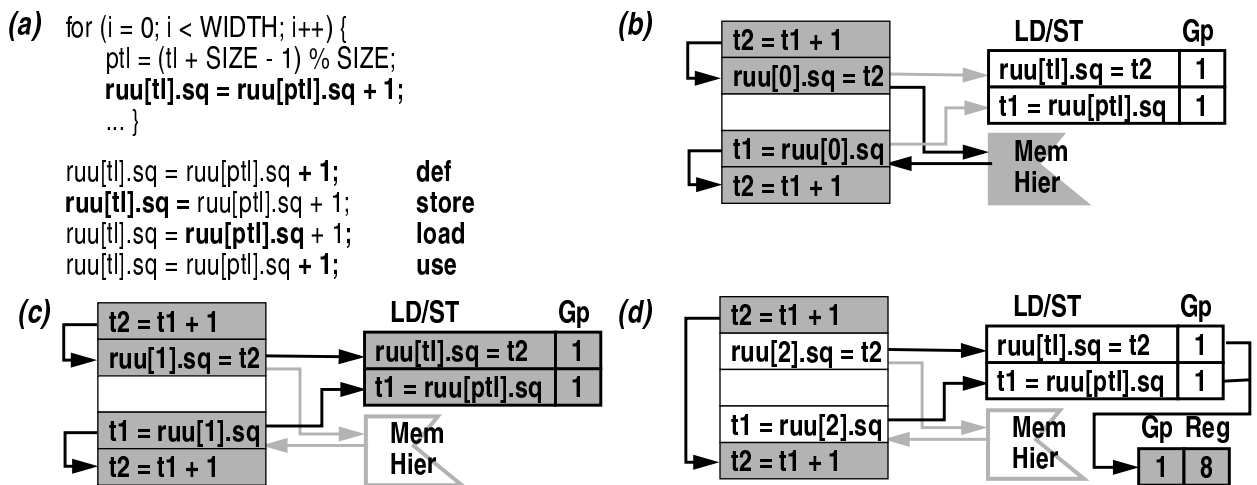 (a)
for (i = 0; i < WIDTH; i++) {
ptl = (tl + SIZE - 1) % SIZE;
ruu[tl].sq = ruu[ptl].sq + 1;
... }
ruu[tl].sq = ruu[ptl].sq + 1; def
ruu[tl].sq = ruu[ptl].sq + 1; store
ruu[tl].sq = ruu[ptl].sq + 1; load
ruu[tl].sq = ruu[ptl].sq + 1; use
(b)
t2 = t1 + 1
ruu[0].sq = t2
t1 = ruu[0].sq
t2 = t1 + 1
LD/ST Gp
ruu[tl].sq = t2 1
t1 = ruu[ptl].sq 1
Mem
Hier
(c)
t2 = t1 + 1
ruu[1].sq = t2
t1 = ruu[1].sq
t2 = t1 + 1
LD/ST Gp
ruu[tl].sq = t2 1
t1 = ruu[ptl].sq 1
Mem
Hier
(d)
t2 = t1 + 1
ruu[2].sq = t2
t1 = ruu[2].sq
t2 = t1 + 1
LD/ST Gp
ruu[tl].sq = t2 1
t1 = ruu[ptl].sq 1
Mem
Hier
Gp Reg
1 8